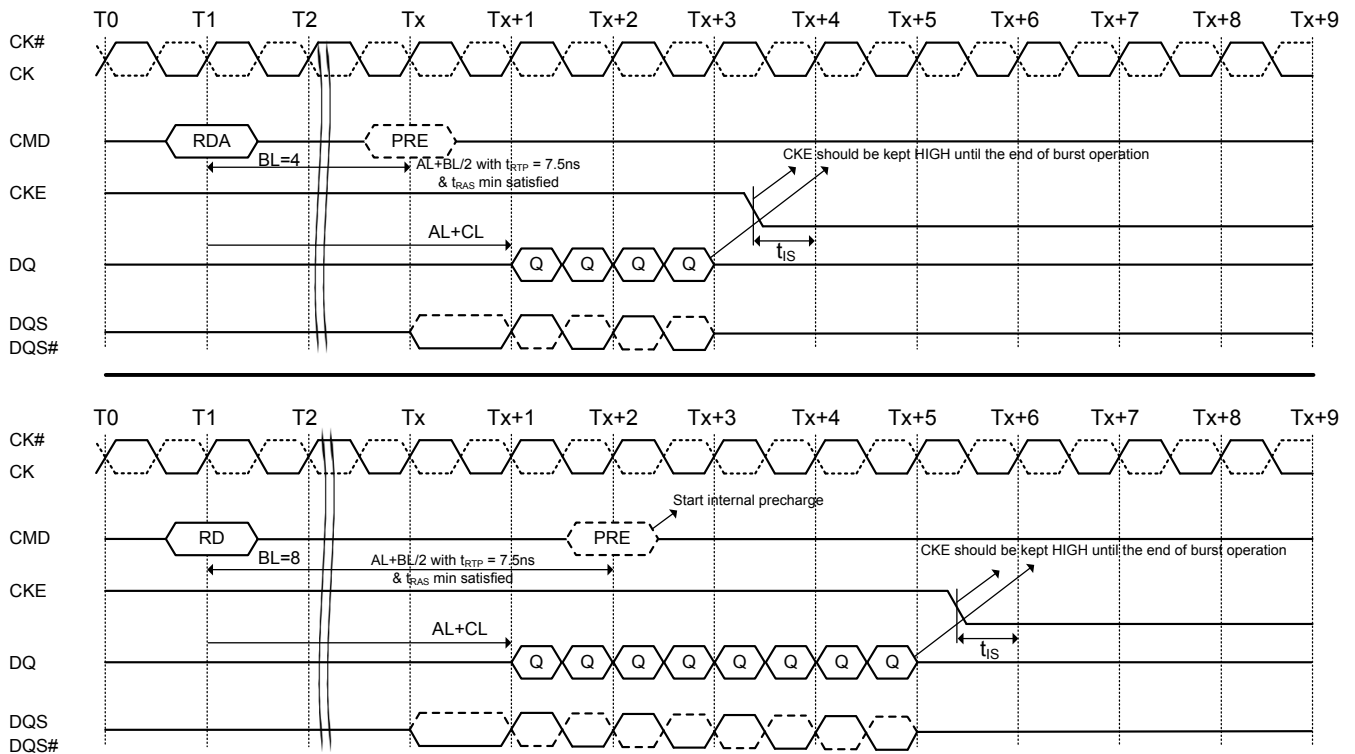 T0 T1 T2 Tx Tx+1 Tx+2 Tx+3 Tx+4 Tx+5 Tx+6 Tx+7 Tx+8 Tx+9
CK#
CK
CMD RDA PRE
BL=4 AL+BL/2 with tRTP = 7.5ns
& tRAS min satisfied
CKE should be kept HIGH until the end of burst operation
CKE
AL+CL
tIS
DQ Q Q Q Q
DQS
DQS#
T0 T1 T2 Tx Tx+1 Tx+2 Tx+3 Tx+4 Tx+5 Tx+6 Tx+7 Tx+8 Tx+9
CK#
CK
Start internal precharge
CMD RD PRE
CKE should be kept HIGH until the end of burst operation
BL=8 AL+BL/2 with tRTP = 7.5ns
& tRAS min satisfied
CKE
AL+CL
tIS
DQ Q Q Q Q Q Q Q Q
DQS
DQS#